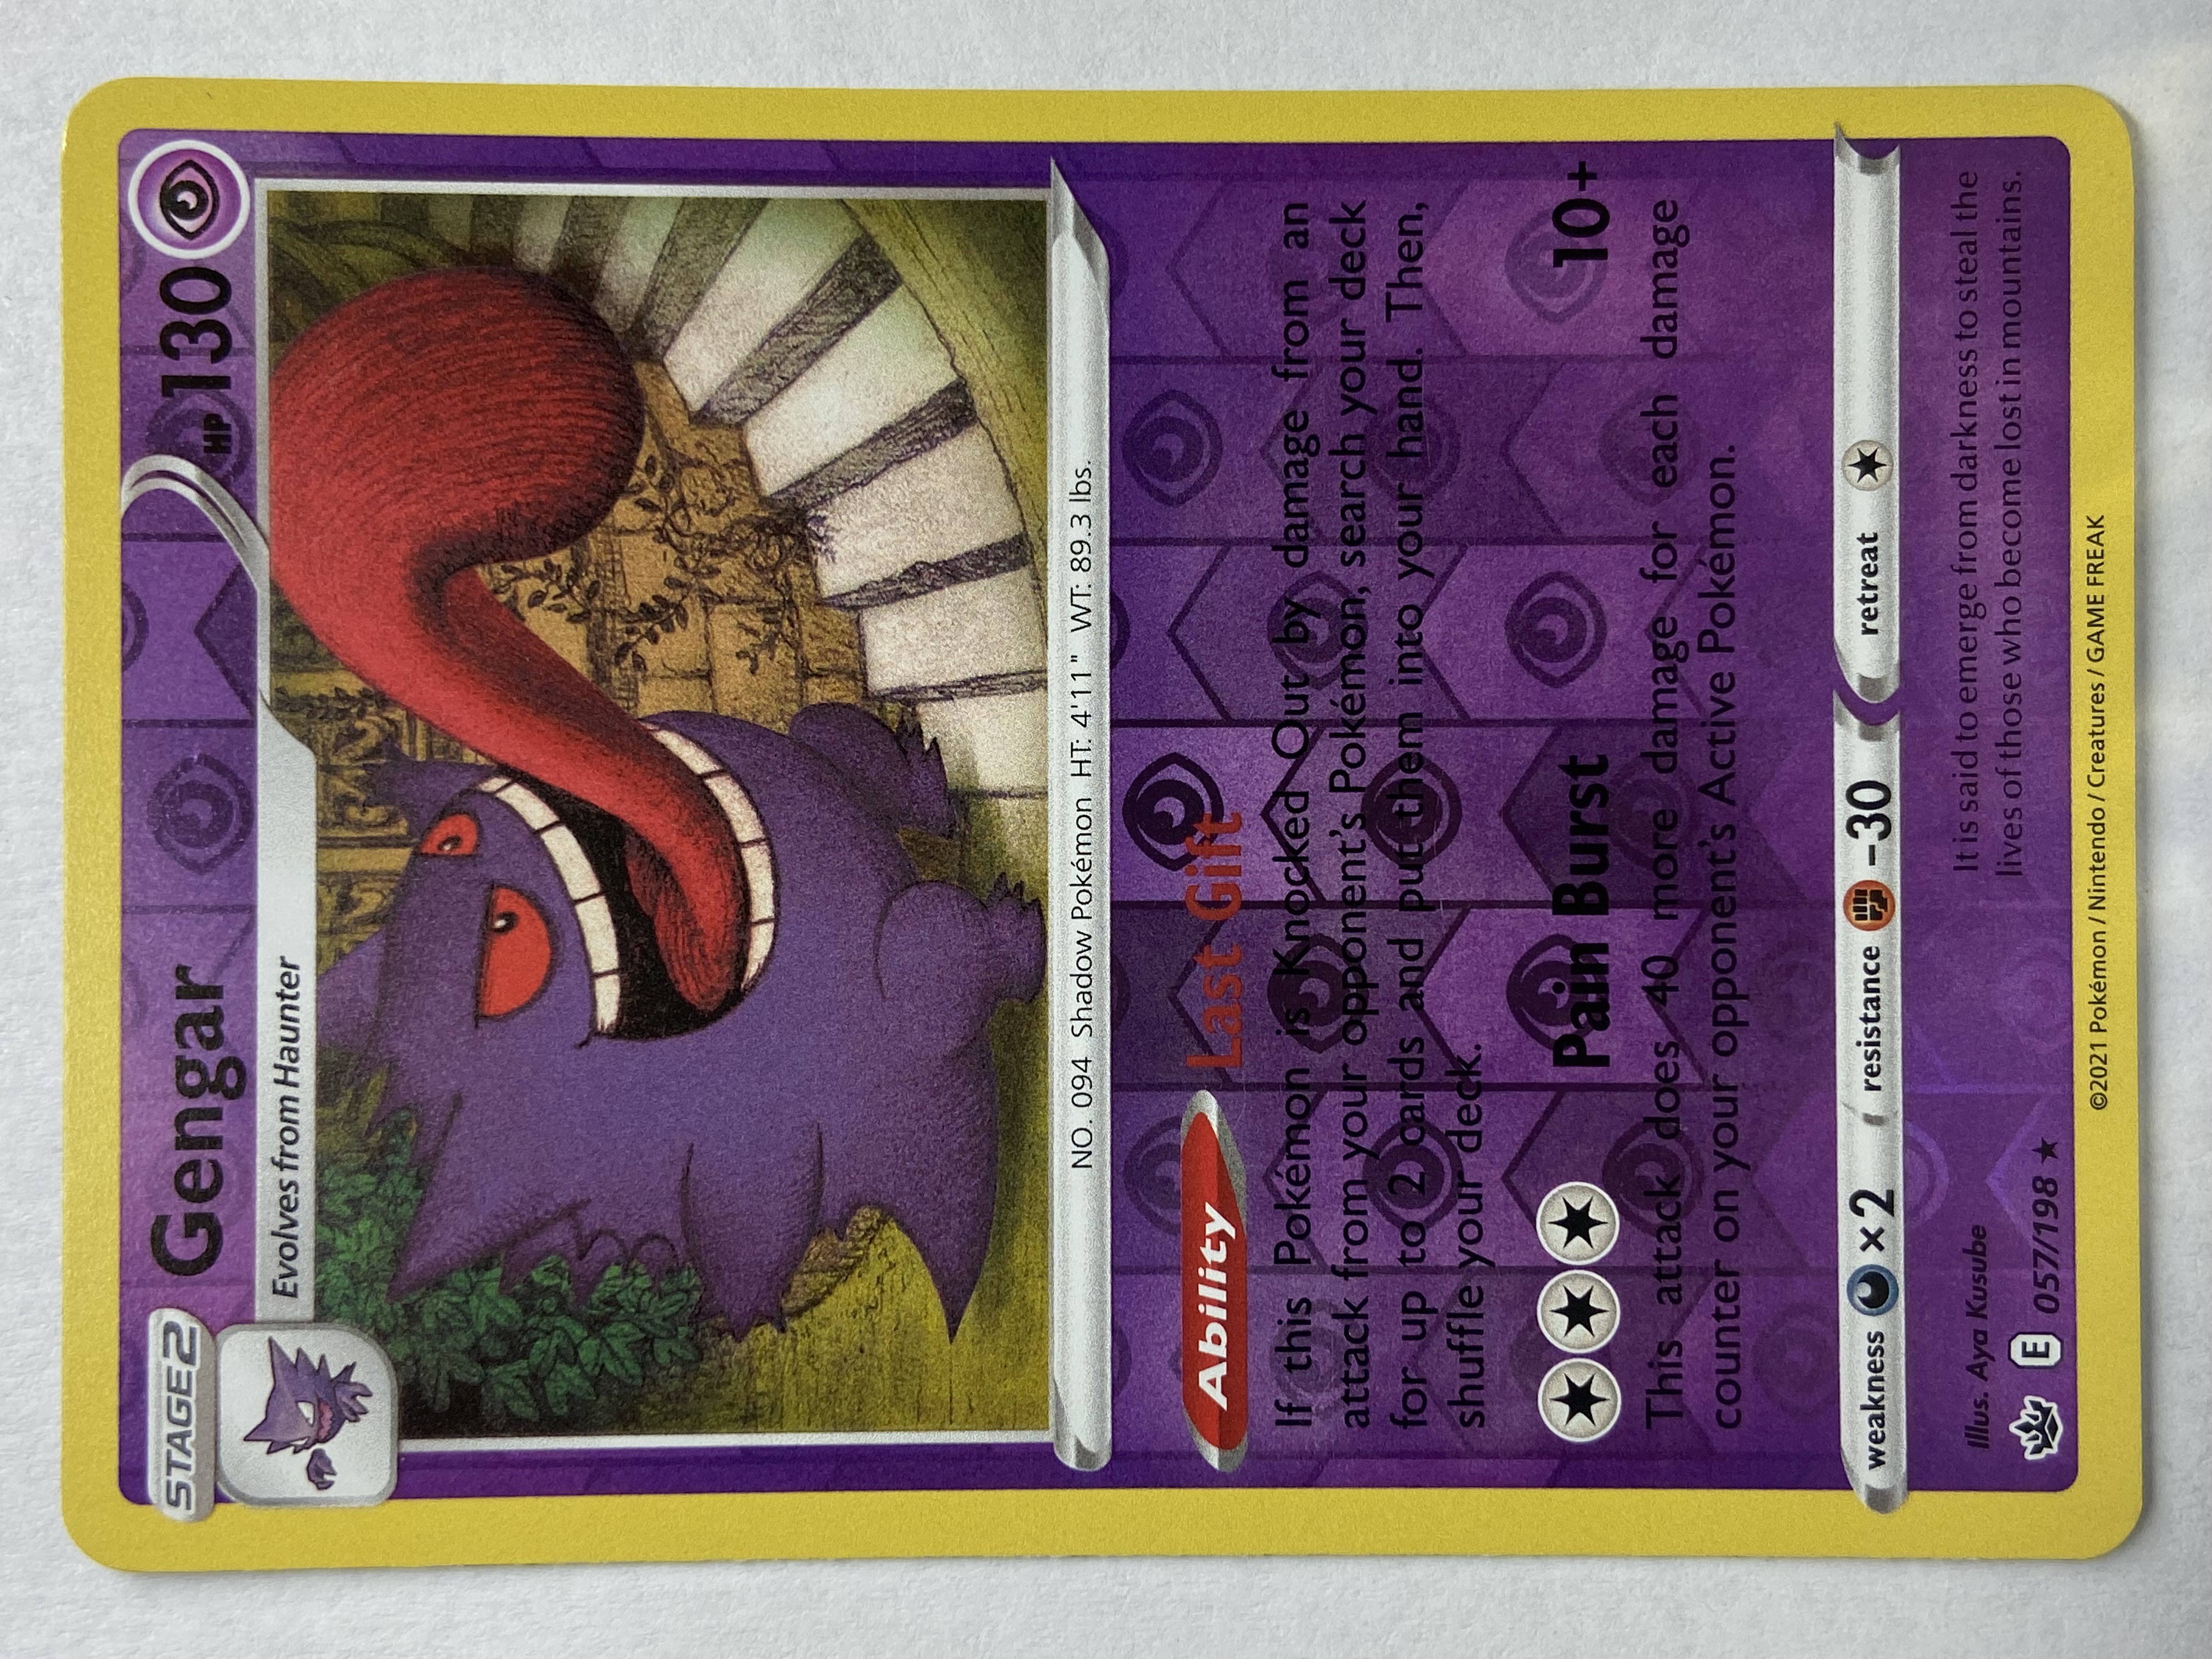 STAGE 2 Gengar HP 130
Evolves from Haunter
NO. 094 Shadow Pokémon HT: 4'11" WT: 89.3 lbs.
Ability Last Gift
If this Pokémon is Knocked Out by damage from an
attack from your opponent's Pokémon, search your deck
for up to 2 cards and put them into your hand. Then,
shuffle your deck.
Pain Burst 10+
This attack does 40 more damage for each damage
counter on your opponent's Active Pokémon.
weakness ×2 resistance -30 retreat
Illus. Aya Kusube
It is said to emerge from darkness to steal the
lives of those who become lost in mountains.
E 057/198 ★
©2021 Pokémon / Nintendo / Creatures / GAME FREAK